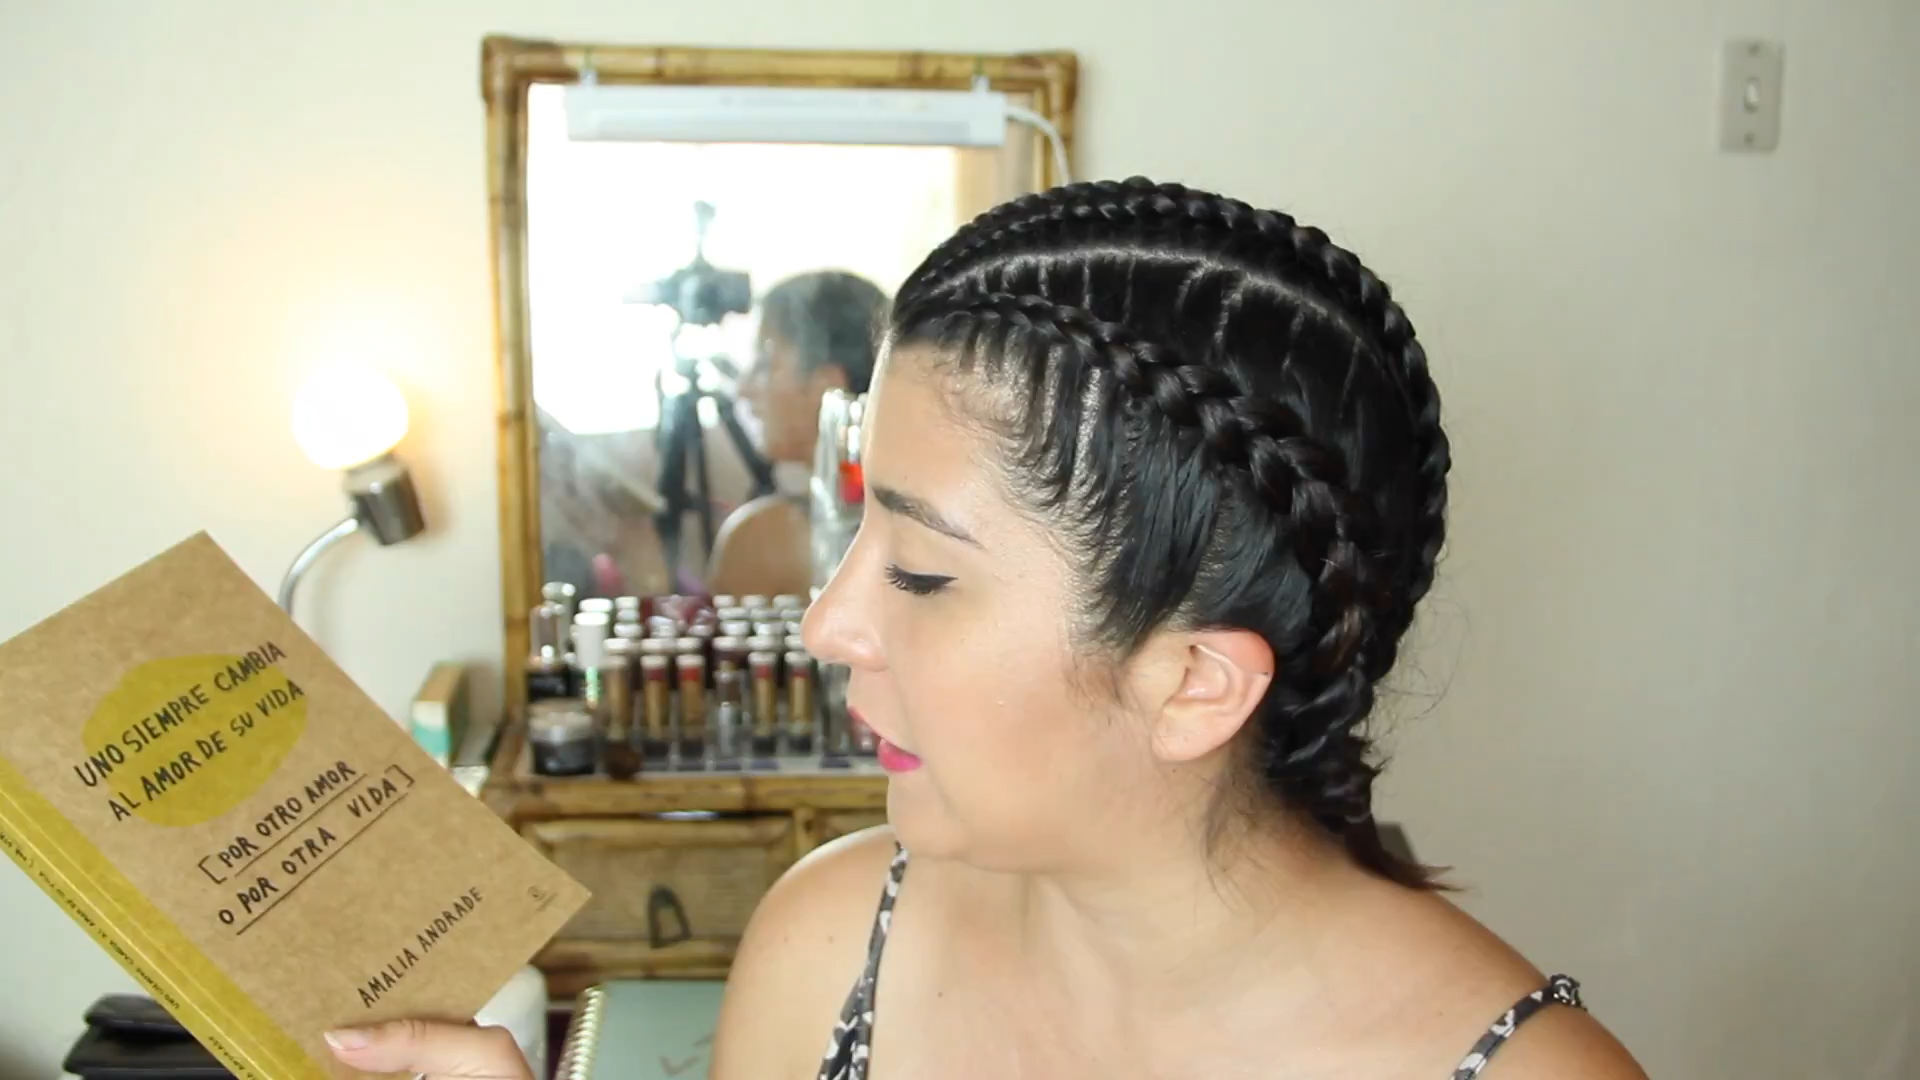 UNO SIEMPRE CAMBIA
AL AMOR DE SU VIDA
[POR OTRO AMOR
O POR OTRA VIDA]
AMALIA ANDRADE